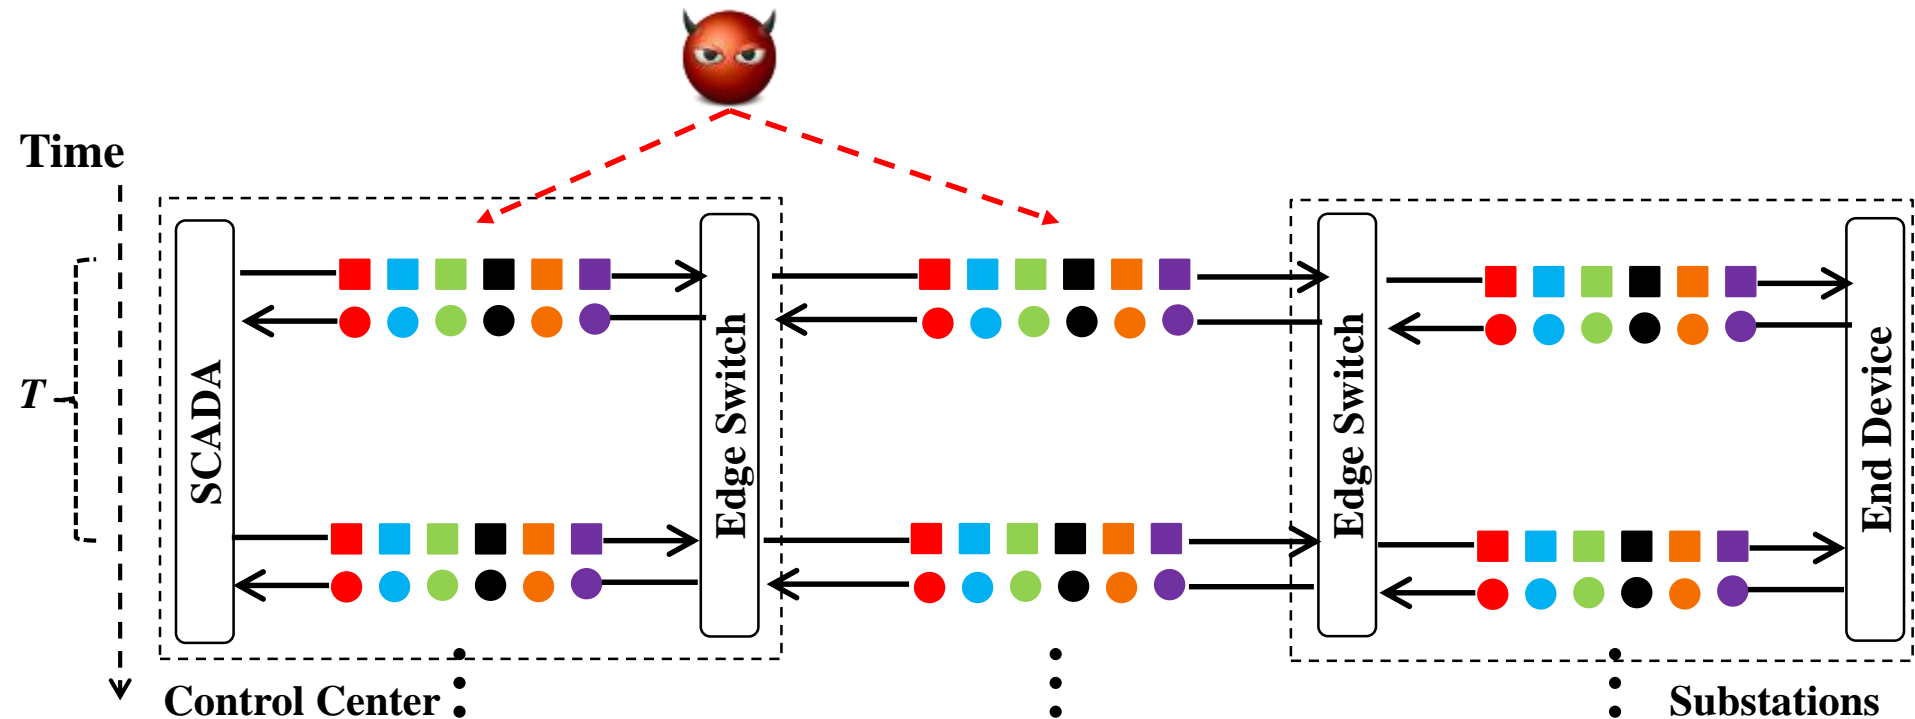 Time
T
SCADA
Edge Switch
Edge Switch
End Device
Control Center
Substations